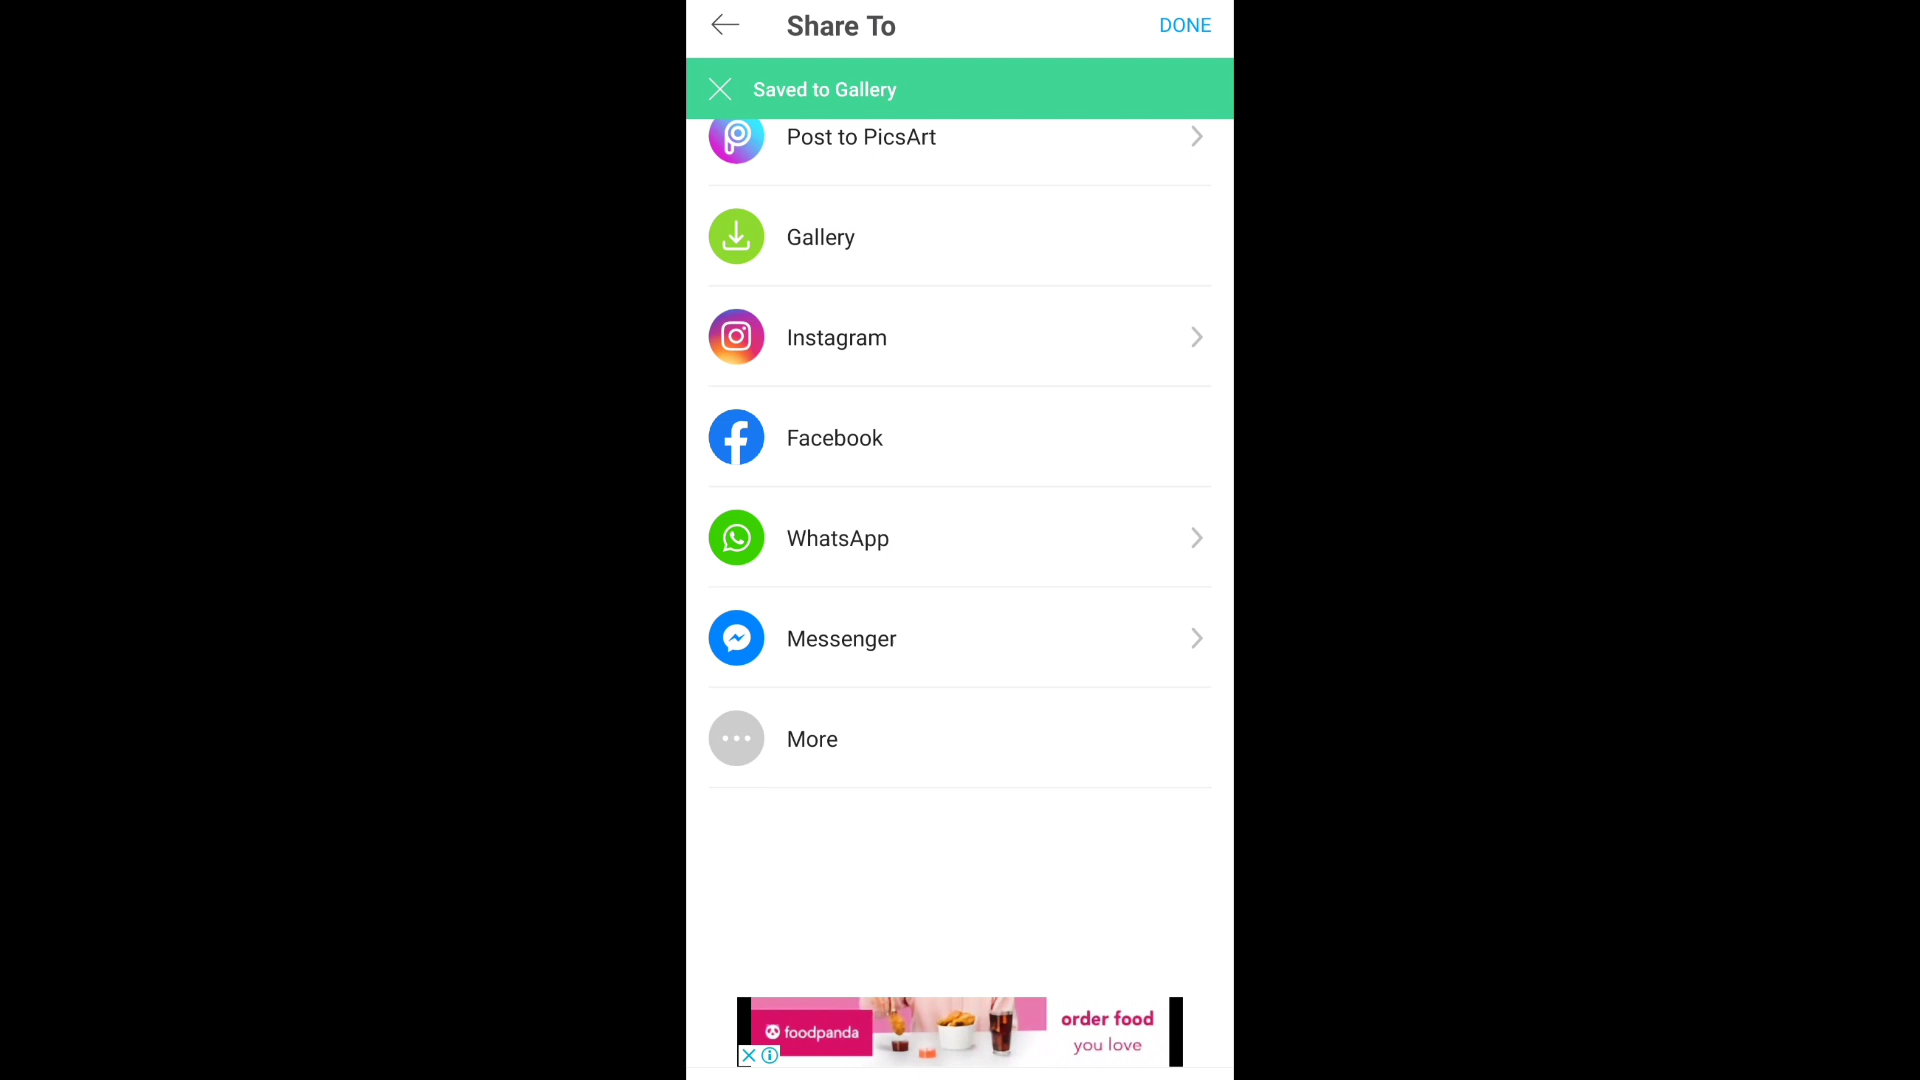 Share To
DONE
Saved to Gallery
Post to PicsArt
Gallery
Instagram
Facebook
WhatsApp
Messenger
More
foodpanda
order food
you love